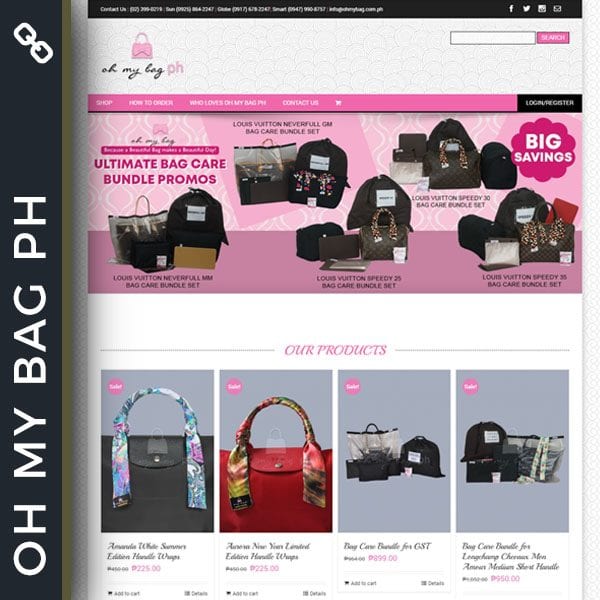 OH MY BAG PH
Contact Us : (02) 399-0219 | Sun (0925) 864-2247 | Globe (0917) 678-2247, Smart (0947) 990-8757 | info@ohmybag.com.ph
oh my bag ph
SEARCH
SHOP HOW TO ORDER WHO LOVES OH MY BAG PH CONTACT US LOGIN/REGISTER
oh my bag
Because a Beautiful Bag makes a Beautiful Day!
ULTIMATE BAG CARE
BUNDLE PROMOS
LOUIS VUITTON NEVERFULL GM
BAG CARE BUNDLE SET
BIG
SAVINGS
LOUIS VUITTON SPEEDY 30
BAG CARE BUNDLE SET
LOUIS VUITTON NEVERFULL MM
BAG CARE BUNDLE SET
LOUIS VUITTON SPEEDY 25
BAG CARE BUNDLE SET
LOUIS VUITTON SPEEDY 35
BAG CARE BUNDLE SET
OUR PRODUCTS
Sale!
Sale!
Sale!
Sale!
Amanda White Summer
Edition Handle Wraps
₱450.00 ₱225.00
Add to cart Details
Aurora New Year Limited
Edition Handle Wraps
₱450.00 ₱225.00
Add to cart Details
Bag Care Bundle for GST
₱964.00 ₱899.00
Add to cart Details
Bag Care Bundle for
Longchamp Chevaux Mon
Amour Medium Short Handle
₱1,052.00 ₱950.00
Add to cart Details